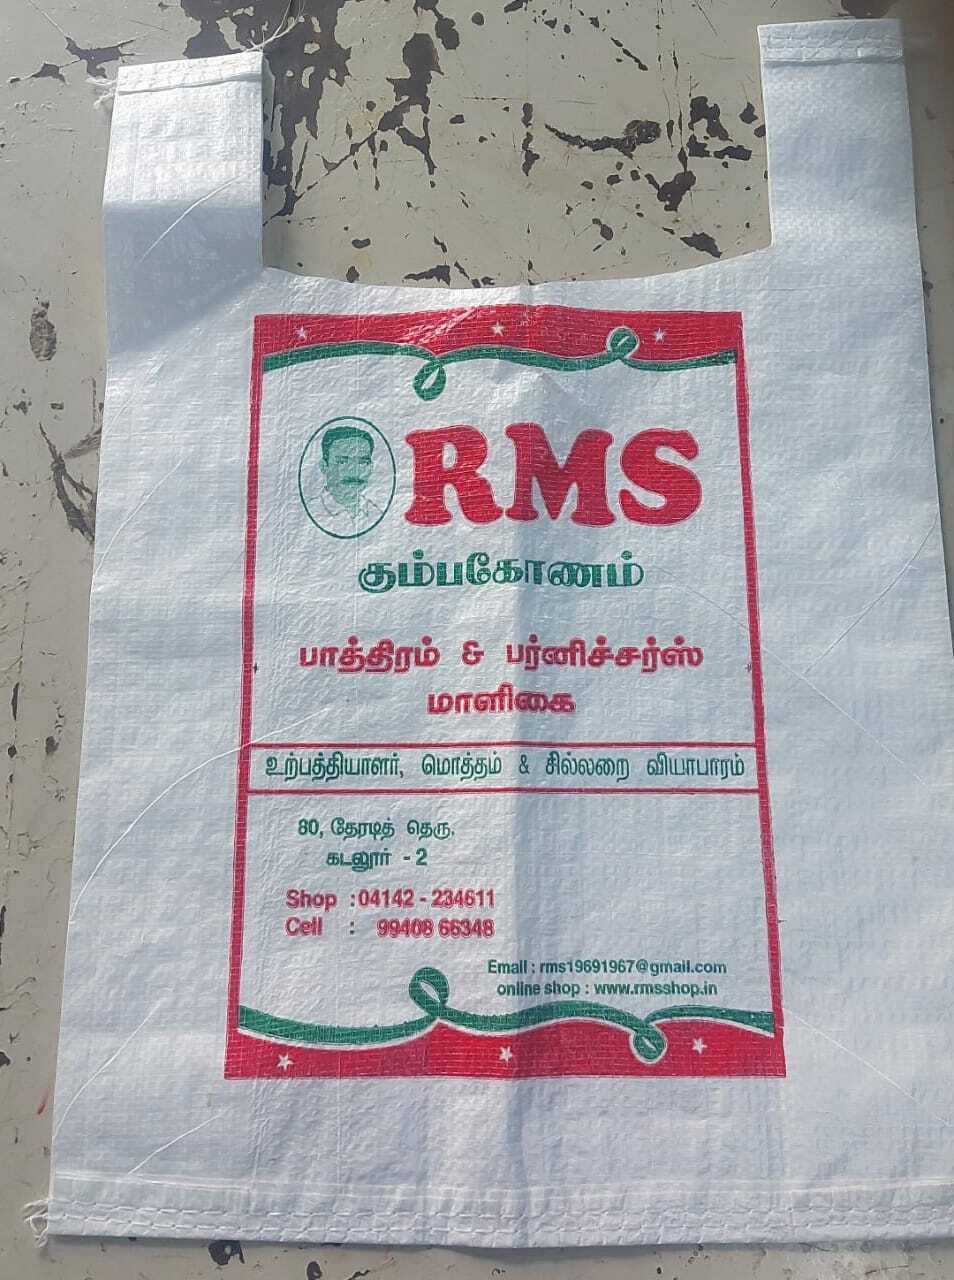 RMS
கும்பகோணம்
பாத்திரம் & பர்னிச்சர்ஸ்
மாளிகை
உற்பத்தியாளர், மொத்தம் & சில்லறை வியாபாரம்
80, தேரடித் தெரு.
கடலூர் - 2
Shop : 04142 - 234611
Cell : 99408 66348
Email : rms19691967@gmail.com
online shop : www.rmsshop.in